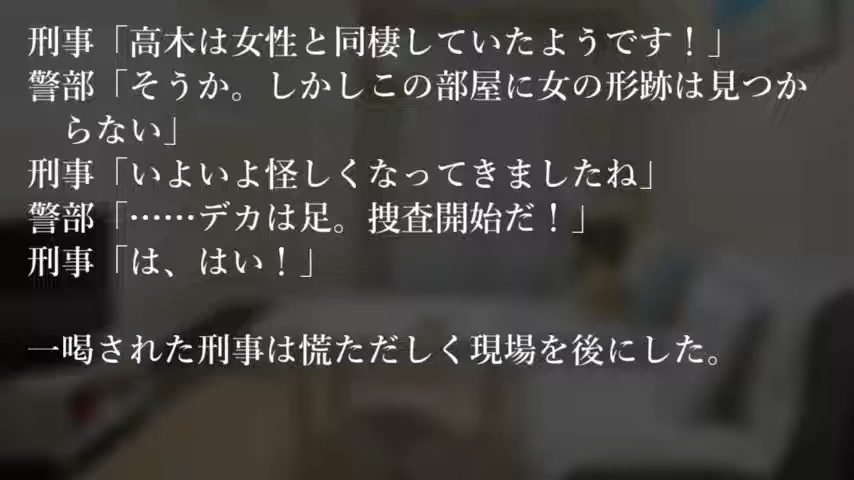 刑事「高木は女性と同棲していたようです！」
警部「そうか。しかしこの部屋に女の形跡は見つか
らない」
刑事「いよいよ怪しくなってきましたね」
警部「……デカは足。捜査開始だ！」
刑事「は、はい！」
一喝された刑事は慌ただしく現場を後にした。